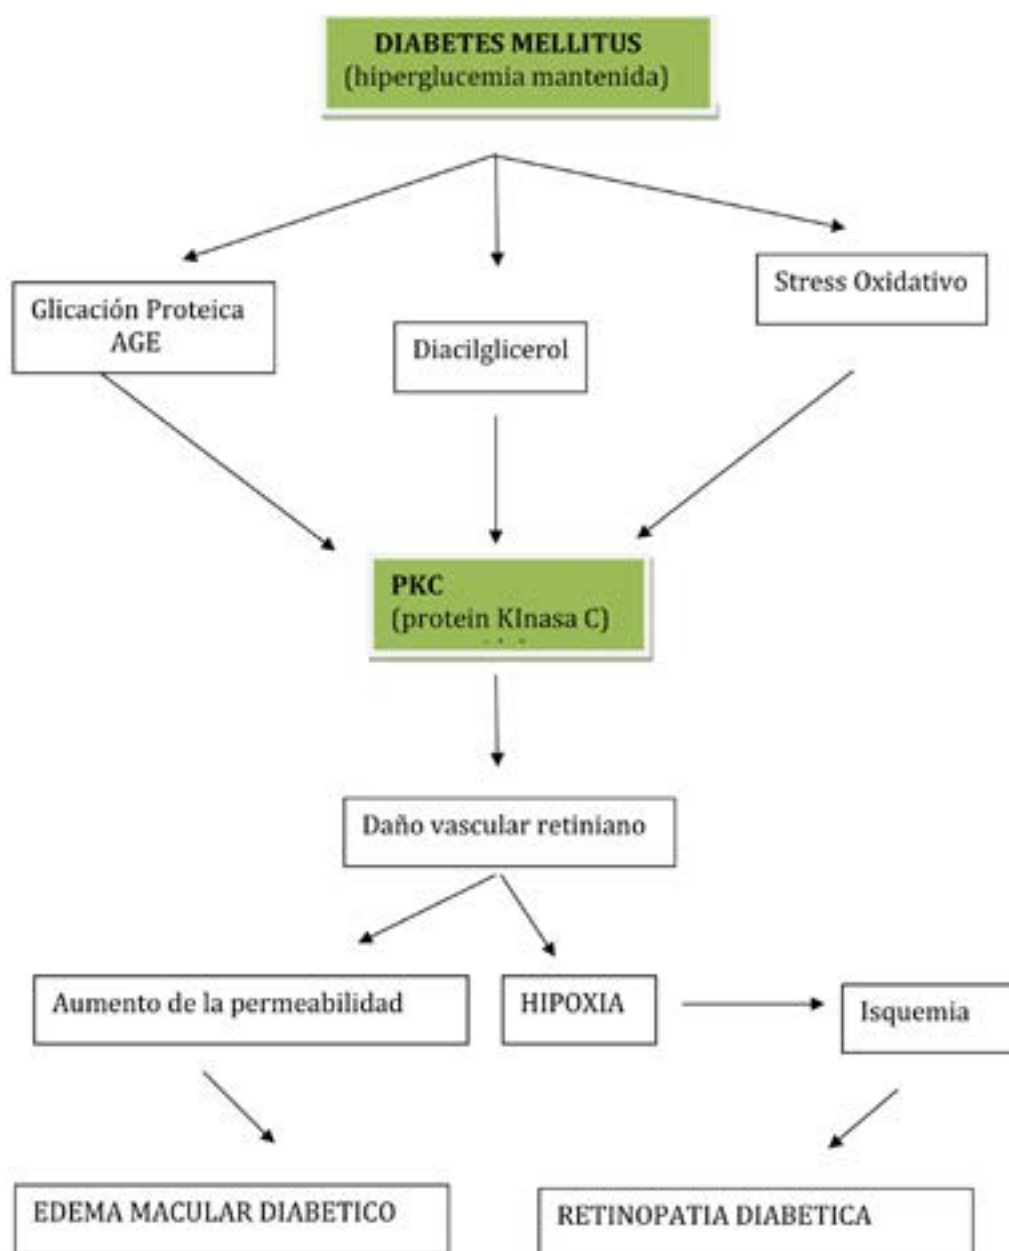 DIABETES MELLITUS
(hiperglucemia mantenida)
Glicación Proteica
AGE
Diacilglicerol
Stress Oxidativo
PKC
(protein KInasa C)
Daño vascular retiniano
Aumento de la permeabilidad
HIPOXIA
Isquemia
EDEMA MACULAR DIABETICO
RETINOPATIA DIABETICA